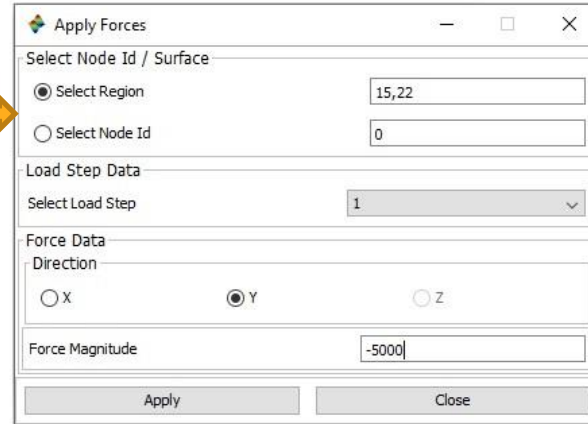 Apply Forces
Select Node Id / Surface
Select Region 15,22
Select Node Id 0
Load Step Data
Select Load Step 1
Force Data
Direction
X Y Z
Force Magnitude -5000
Apply Close